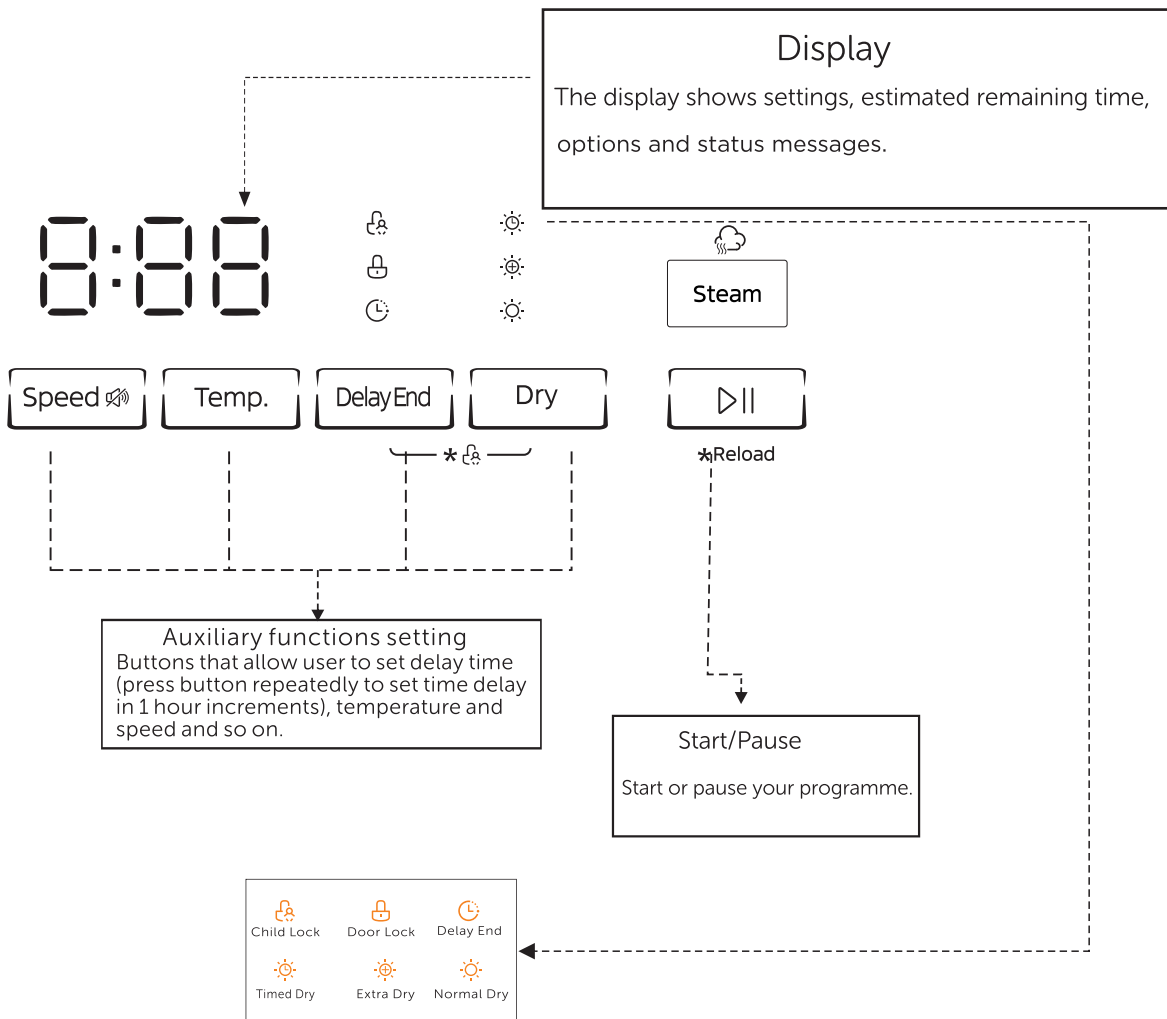 Display
The display shows settings, estimated remaining time,
options and status messages.
8:88
Steam
Speed
Temp.
Delay End
Dry
*
*Reload
Auxiliary functions setting
Buttons that allow user to set delay time
(press button repeatedly to set time delay
in 1 hour increments), temperature and
speed and so on.
Start/Pause
Start or pause your programme.
Child Lock
Door Lock
Delay End
Timed Dry
Extra Dry
Normal Dry